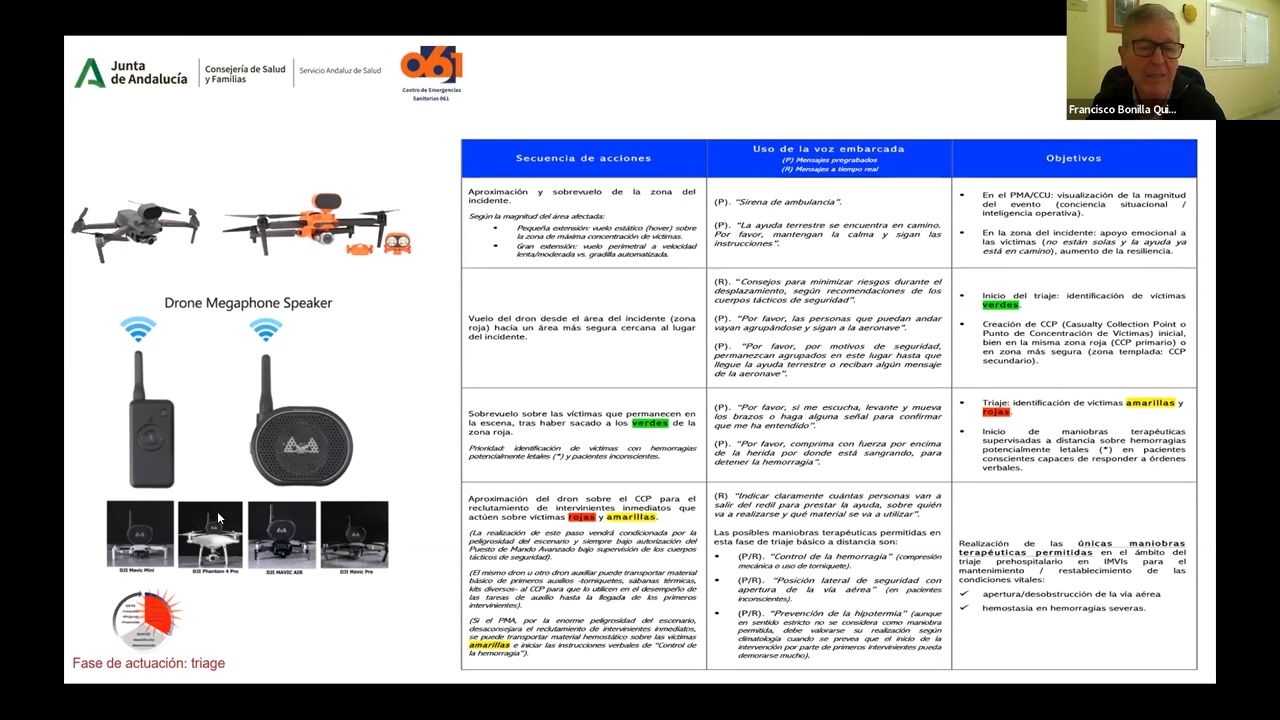 Junta
de Andalucía
Consejería de Salud
y Familias
Servicio Andaluz de Salud
061
Centro de Emergencias
Sanitarias 061
Francisco Bonilla Qui...
Drone Megaphone Speaker
DJI Mavic Mini
DJI Phantom 4 Pro
DJI MAVIC AIR
DJI Mavic Pro
Fase de actuación: triage
Secuencia de acciones
Uso de la voz embarcada
(P) Mensajes pregrabados
(R) Mensajes a tiempo real
Objetivos
Aproximación y sobrevuelo de la zona del
incidente.
Según la magnitud del área afectada:
• Pequeña extensión: vuelo estático (hover) sobre
la zona de máxima concentración de víctimas.
• Gran extensión: vuelo perimetral a velocidad
lenta/moderada vs. gradilla automatizada.
(P). “Sirena de ambulancia”.
(P). “La ayuda terrestre se encuentra en camino.
Por favor, mantengan la calma y sigan las
instrucciones”.
• En el PMA/CCU: visualización de la magnitud
del evento (conciencia situacional /
inteligencia operativa).
• En la zona del incidente: apoyo emocional a
las víctimas (no están solas y la ayuda ya
está en camino), aumento de la resiliencia.
Vuelo del dron desde el área del incidente (zona
roja) hacia un área más segura cercana al lugar
del incidente.
(R). “Consejos para minimizar riesgos durante el
desplazamiento, según recomendaciones de los
cuerpos tácticos de seguridad”.
(P). “Por favor, las personas que puedan andar
vayan agrupándose y sigan a la aeronave”.
(P). “Por favor, por motivos de seguridad,
permanezcan agrupados en este lugar hasta que
llegue la ayuda terrestre o reciban algún mensaje
de la aeronave”.
• Inicio del triaje: identificación de víctimas
verdes.
• Creación de CCP (Casualty Collection Point o
Punto de Concentración de Víctimas) inicial,
bien en la misma zona roja (CCP primario) o
en zona más segura (zona templada: CCP
secundario).
Sobrevuelo sobre las víctimas que permanecen en
la escena, tras haber sacado a los verdes de la
zona roja.
Prioridad: identificación de víctimas con hemorragias
potencialmente letales (*) y pacientes inconscientes.
(P). “Por favor, si me escucha, levante y mueva
los brazos o haga alguna señal para confirmar
que me ha entendido”.
(P). “Por favor, comprima con fuerza por encima
de la herida por donde está sangrando, para
detener la hemorragia”.
• Triaje: identificación de víctimas amarillas y
rojas.
• Inicio de maniobras terapéuticas
supervisadas a distancia sobre hemorragias
potencialmente letales (*) en pacientes
conscientes capaces de responder a órdenes
verbales.
Aproximación del dron sobre el CCP para el
reclutamiento de intervinientes inmediatos que
actúen sobre víctimas rojas y amarillas.
(La realización de este paso vendrá condicionada por la
peligrosidad del escenario y siempre bajo autorización del
Puesto de Mando Avanzado bajo supervisión de los cuerpos
tácticos de seguridad).
(El mismo dron u otro dron auxiliar puede transportar material
básico de primeros auxilios -torniquetes, sábanas térmicas,
kits diversos- al CCP para que lo utilicen en el desempeño de
las tareas de auxilio hasta la llegada de los primeros
intervinientes).
(Si el PMA, por la enorme peligrosidad del escenario,
desaconsejara el reclutamiento de intervinientes inmediatos,
se puede transportar material hemostático sobre las víctimas
amarillas e iniciar las instrucciones verbales de “Control de
la hemorragia”).
(R) “Indicar claramente cuántas personas van a
salir del redil para prestar la ayuda, sobre quién
va a realizarse y qué material se va a utilizar”.
Las posibles maniobras terapéuticas permitidas en
esta fase de triaje básico a distancia son:
• (P/R). “Control de la hemorragia” (compresión
mecánica o uso de torniquete).
• (P/R). “Posición lateral de seguridad con
apertura de la vía aérea” (en pacientes
inconscientes).
• (P/R). “Prevención de la hipotermia” (aunque
en sentido estricto no se considera como maniobra
permitida, debe valorarse su realización según
climatología cuando se prevea que el inicio de la
intervención por parte de primeros intervinientes pueda
demorarse mucho).
Realización de las únicas maniobras
terapéuticas permitidas en el ámbito del
triaje prehospitalario en IMVIs para el
mantenimiento / restablecimiento de las
condiciones vitales:
✓ apertura/desobstrucción de la vía aérea
✓ hemostasia en hemorragias severas.